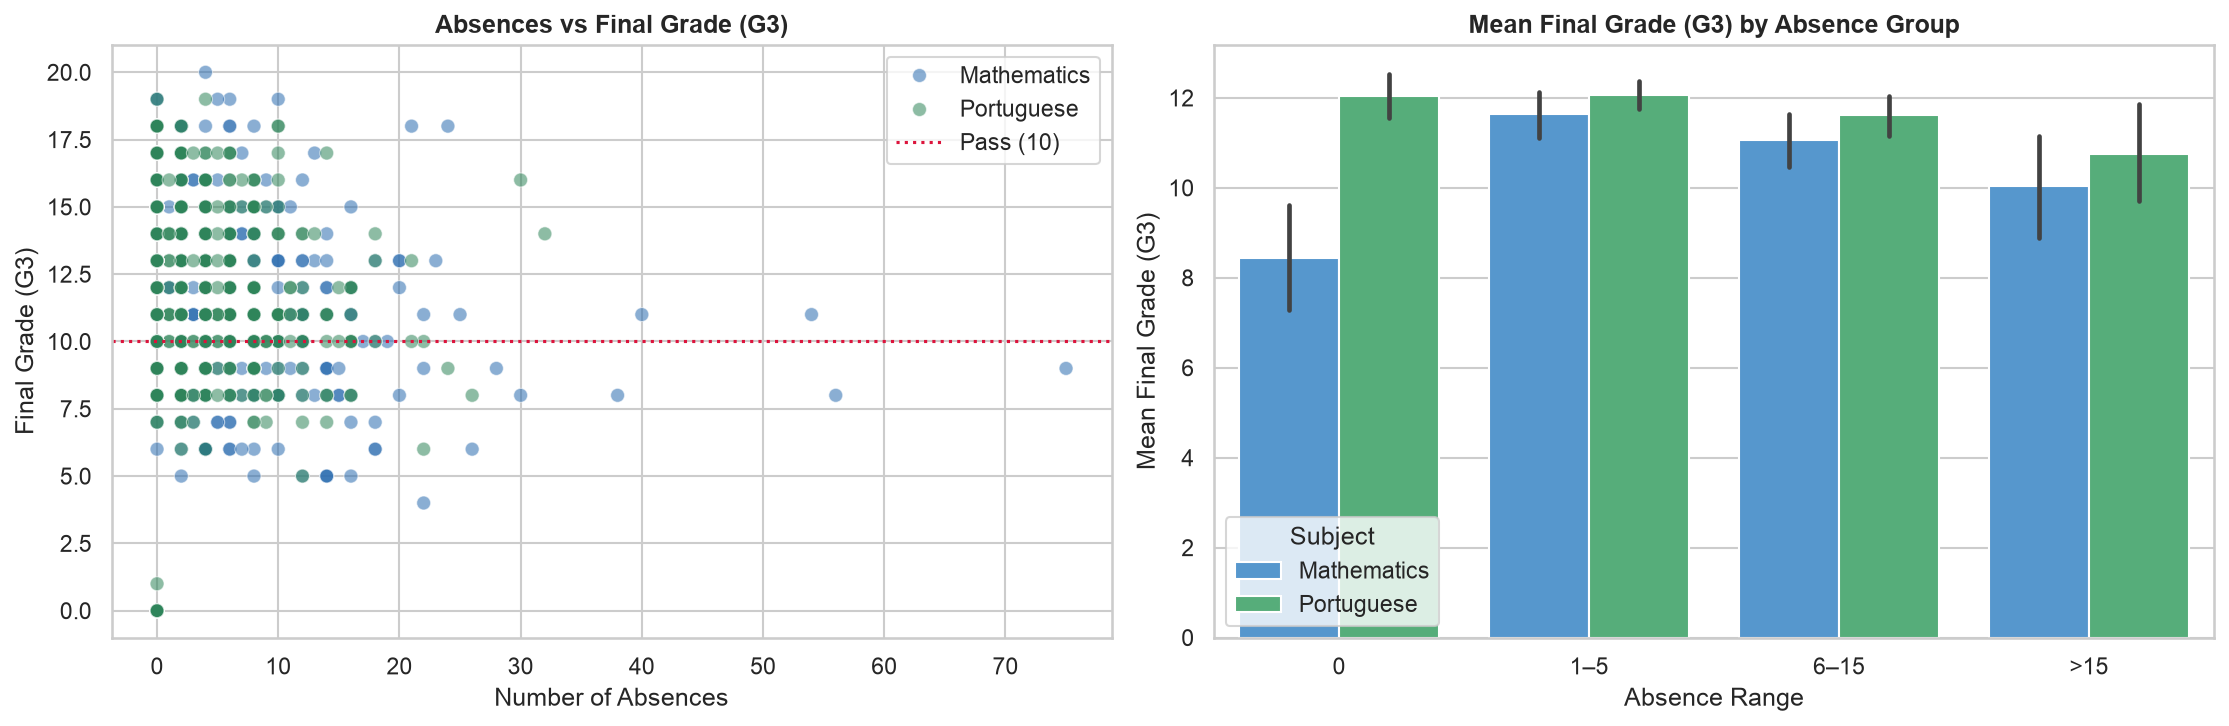 Absences vs Final Grade (G3)
Final Grade (G3)
20.0
17.5
15.0
12.5
10.0
7.5
5.0
2.5
0.0
Mathematics
Portuguese
Pass (10)
0 10 20 30 40 50 60 70
Number of Absences
Mean Final Grade (G3) by Absence Group
Mean Final Grade (G3)
12
10
8
6
4
2
0
Subject
Mathematics
Portuguese
0 1–5 6–15 >15
Absence Range